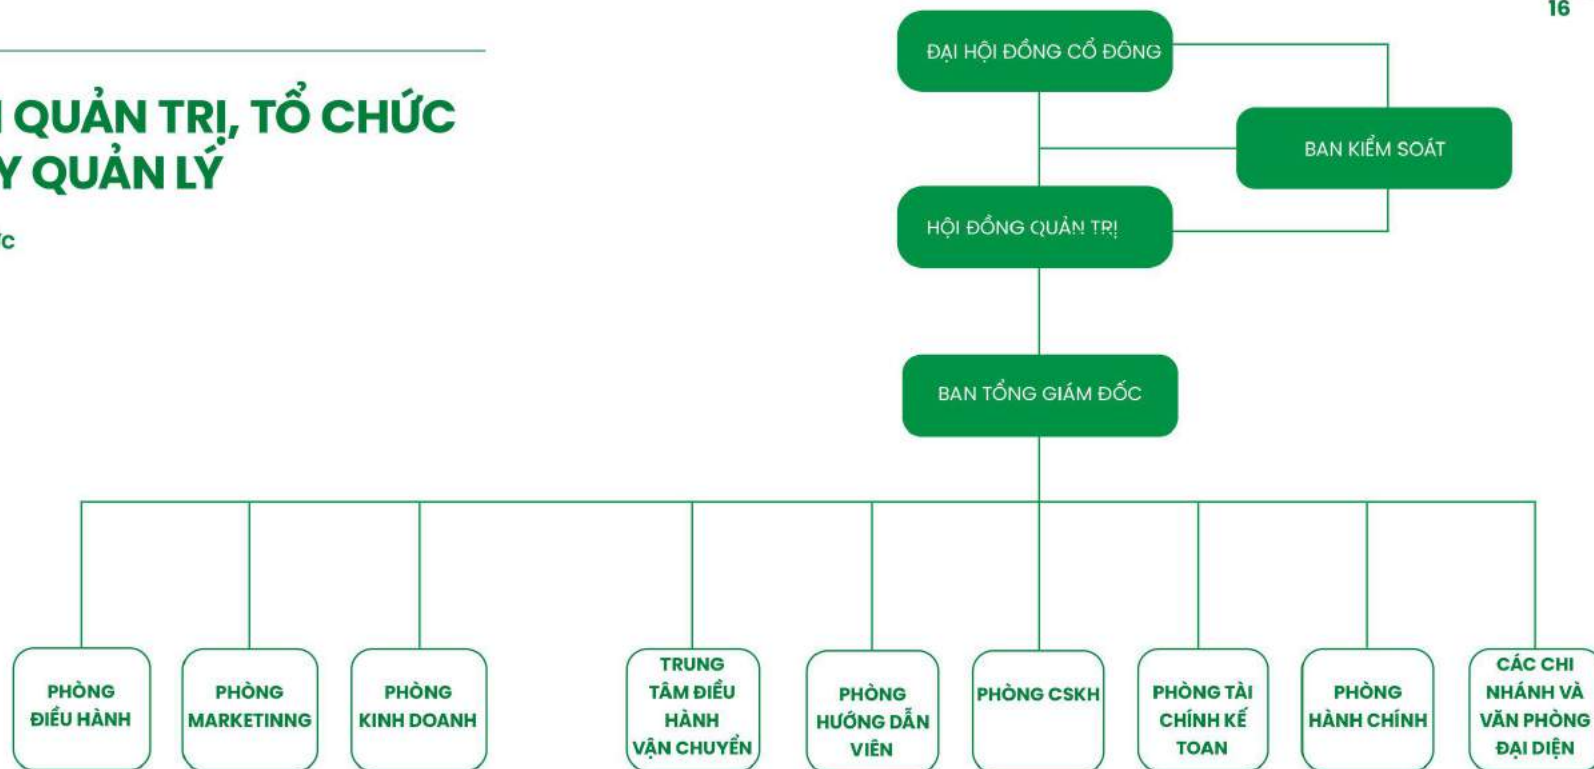 16
QUẢN TRỊ, TỔ CHỨC
QUẢN LÝ
ĐẠI HỘI ĐỒNG CỔ ĐÔNG
BAN KIỂM SOÁT
HỘI ĐỒNG QUẢN TRỊ
BAN TỔNG GIÁM ĐỐC
PHÒNG
ĐIỀU HÀNH
PHÒNG
MARKETINNG
PHÒNG
KINH DOANH
TRUNG
TÂM ĐIỀU
HÀNH
VẬN CHUYỂN
PHÒNG
HƯỚNG DẪN
VIÊN
PHÒNG CSKH
PHÒNG TÀI
CHÍNH KẾ
TOAN
PHÒNG
HÀNH CHÍNH
CÁC CHI
NHÁNH VÀ
VĂN PHÒNG
ĐẠI DIỆN